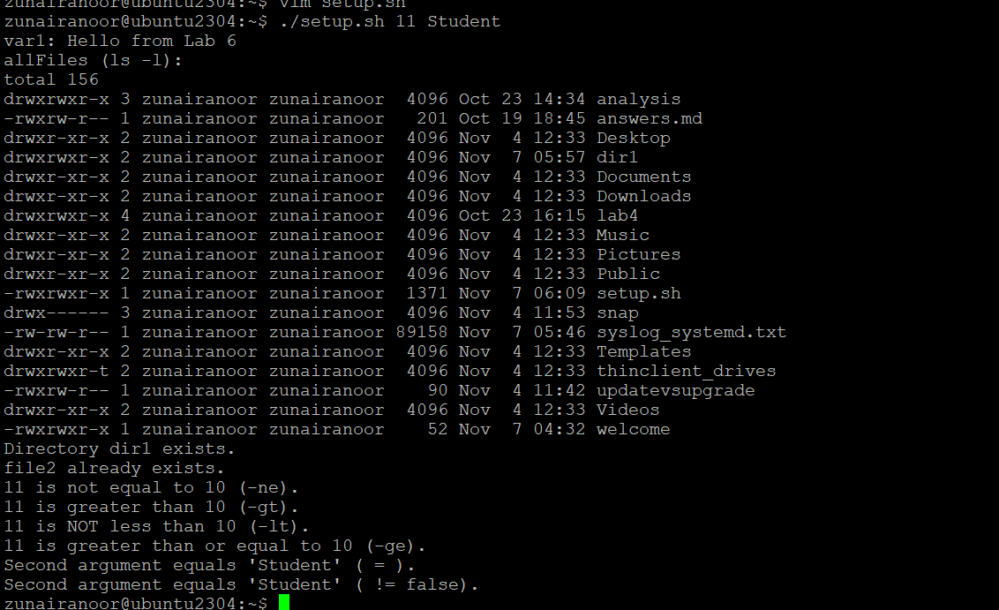 zunairanoor@ubuntu2304:~$ vim setup.sh
zunairanoor@ubuntu2304:~$ ./setup.sh 11 Student
var1: Hello from Lab 6
allFiles (ls -l):
total 156
drwxrwxr-x 3 zunairanoor zunairanoor  4096 Oct 23 14:34 analysis
-rwxrw-r-- 1 zunairanoor zunairanoor   201 Oct 19 18:45 answers.md
drwxr-xr-x 2 zunairanoor zunairanoor  4096 Nov  4 12:33 Desktop
drwxrwxr-x 2 zunairanoor zunairanoor  4096 Nov  7 05:57 dir1
drwxr-xr-x 2 zunairanoor zunairanoor  4096 Nov  4 12:33 Documents
drwxr-xr-x 2 zunairanoor zunairanoor  4096 Nov  4 12:33 Downloads
drwxrwxr-x 4 zunairanoor zunairanoor  4096 Oct 23 16:15 lab4
drwxr-xr-x 2 zunairanoor zunairanoor  4096 Nov  4 12:33 Music
drwxr-xr-x 2 zunairanoor zunairanoor  4096 Nov  4 12:33 Pictures
drwxr-xr-x 2 zunairanoor zunairanoor  4096 Nov  4 12:33 Public
-rwxrwxr-x 1 zunairanoor zunairanoor  1371 Nov  7 06:09 setup.sh
drwx------ 3 zunairanoor zunairanoor  4096 Nov  4 11:53 snap
-rw-rw-r-- 1 zunairanoor zunairanoor 89158 Nov  7 05:46 syslog_systemd.txt
drwxr-xr-x 2 zunairanoor zunairanoor  4096 Nov  4 12:33 Templates
drwxrwxr-t 2 zunairanoor zunairanoor  4096 Nov  4 12:33 thinclient_drives
-rwxrw-r-- 1 zunairanoor zunairanoor    90 Nov  4 11:42 updatevsupgrade
drwxr-xr-x 2 zunairanoor zunairanoor  4096 Nov  4 12:33 Videos
-rwxrwxr-x 1 zunairanoor zunairanoor    52 Nov  7 04:32 welcome
Directory dir1 exists.
file2 already exists.
11 is not equal to 10 (-ne).
11 is greater than 10 (-gt).
11 is NOT less than 10 (-lt).
11 is greater than or equal to 10 (-ge).
Second argument equals 'Student' ( = ).
Second argument equals 'Student' ( != false).
zunairanoor@ubuntu2304:~$